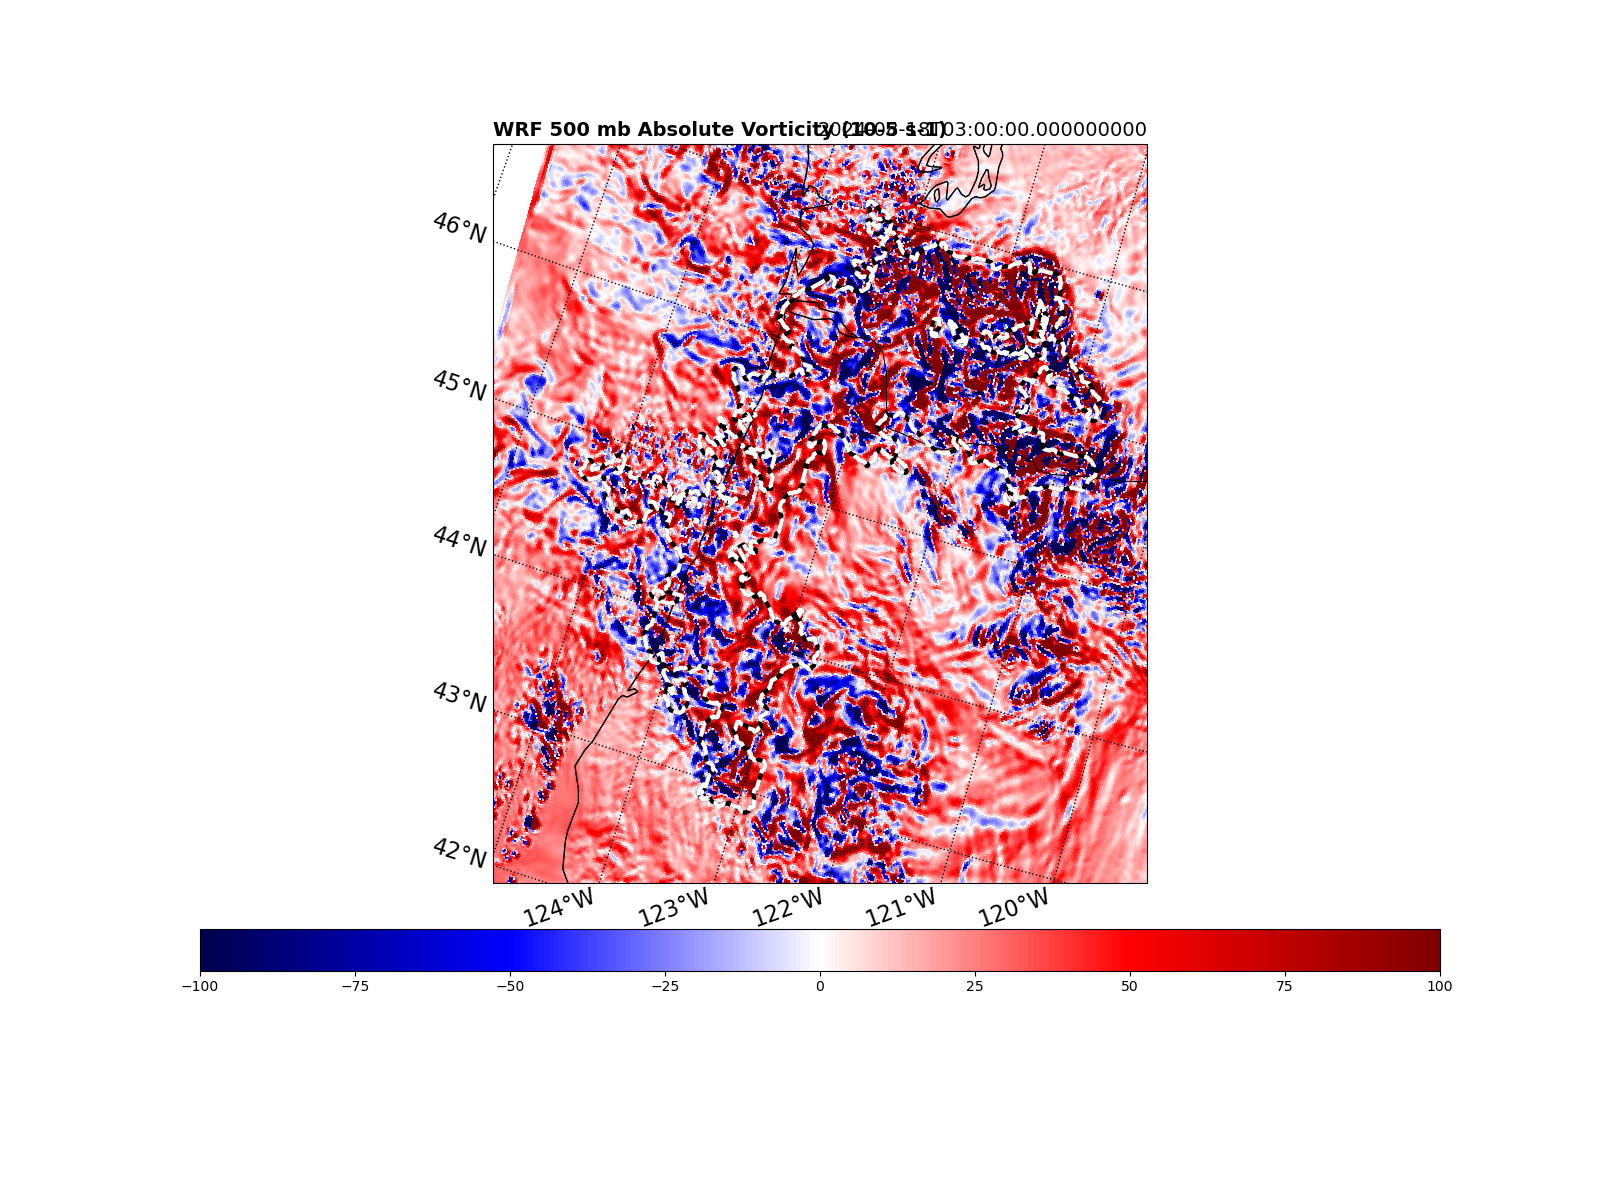 WRF 500 mb Absolute Vorticity (10-5 s-1) 03:00:00.000000000
46°N
45°N
44°N
43°N
42°N
124°W 123°W 122°W 121°W 120°W
−100 −75 −50 −25 0 25 50 75 100